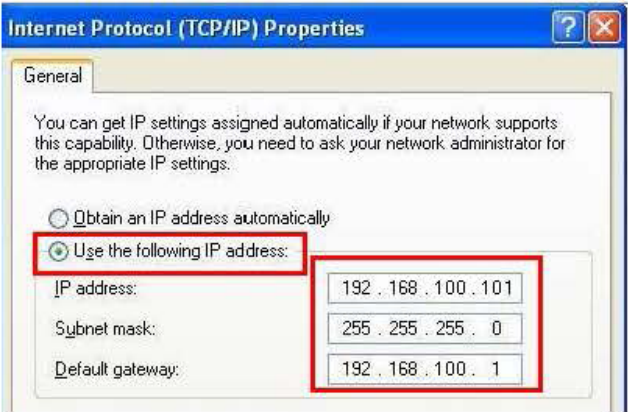 Internet Protocol (TCP/IP) Properties
General
You can get IP settings assigned automatically if your network supports
this capability. Otherwise, you need to ask your network administrator for
the appropriate IP settings.
Obtain an IP address automatically
Use the following IP address:
IP address: 192 . 168 . 100 . 101
Subnet mask: 255 . 255 . 255 . 0
Default gateway: 192 . 168 . 100 . 1